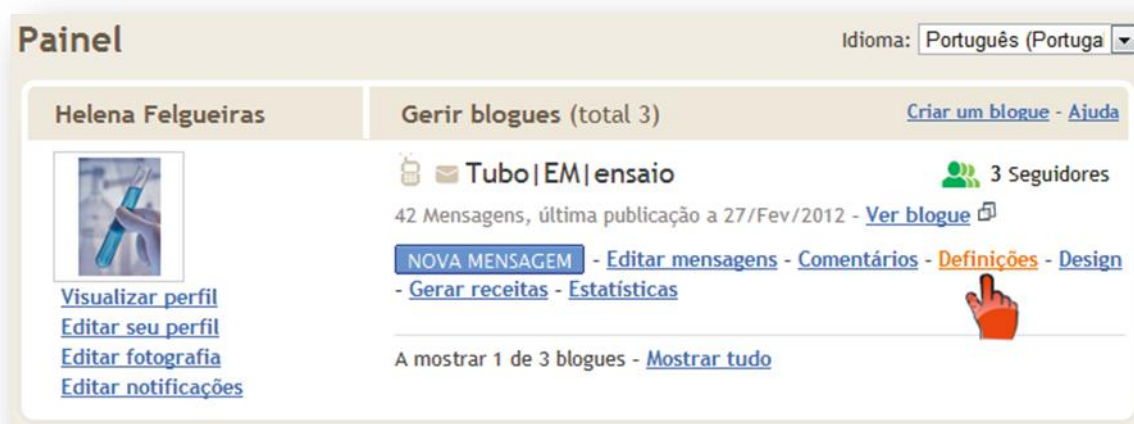 Painel
Idioma: Português (Portugal
Helena Felgueiras
Gerir blogues (total 3)
Criar um blogue - Ajuda
Tubo|EM|ensaio
3 Seguidores
42 Mensagens, última publicação a 27/Fev/2012 - Ver blogue
NOVA MENSAGEM - Editar mensagens - Comentários - Definições - Design
- Gerar receitas - Estatísticas
Visualizar perfil
Editar seu perfil
Editar fotografia
Editar notificações
A mostrar 1 de 3 blogues - Mostrar tudo